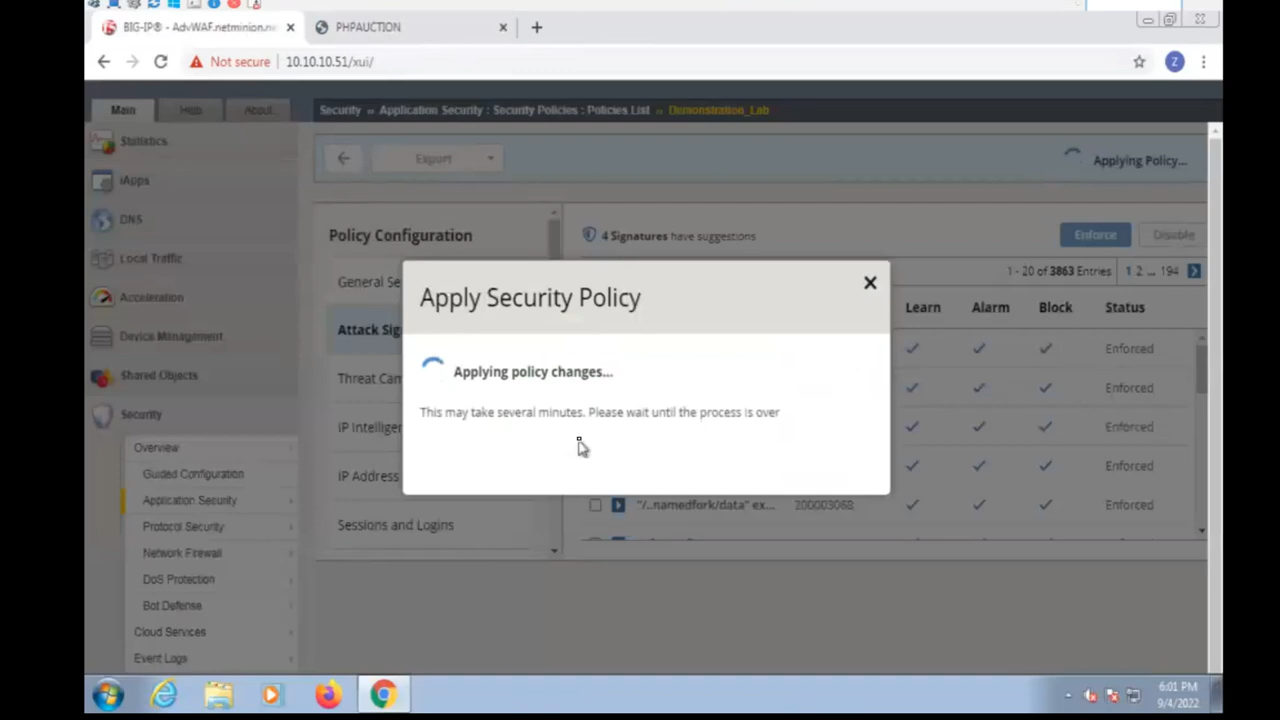 BIG-IP® - AdvWAF.netminion.ne
PHPAUCTION
Not secure
10.10.10.51/xui/
Z
Main
Help
About
Security » Application Security : Security Policies : Policies List » Demonstration_Lab
Statistics
iApps
DNS
Local Traffic
Acceleration
Device Management
Shared Objects
Security
Overview
Guided Configuration
Application Security
Protocol Security
Network Firewall
DoS Protection
Bot Defense
Cloud Services
Event Logs
Export
Applying Policy...
Policy Configuration
General Se
Attack Sig
Threat Cam
IP Intelligen
IP Address
Sessions and Logins
4 Signatures have suggestions
Enforce
Disable
1 - 20 of 3863 Entries
1 2 ... 194
Learn Alarm Block Status
Enforced
Enforced
Enforced
Enforced
"/..namedfork/data" ex... 200003068 Enforced
Apply Security Policy
Applying policy changes...
This may take several minutes. Please wait until the process is over
6:01 PM
9/4/2022